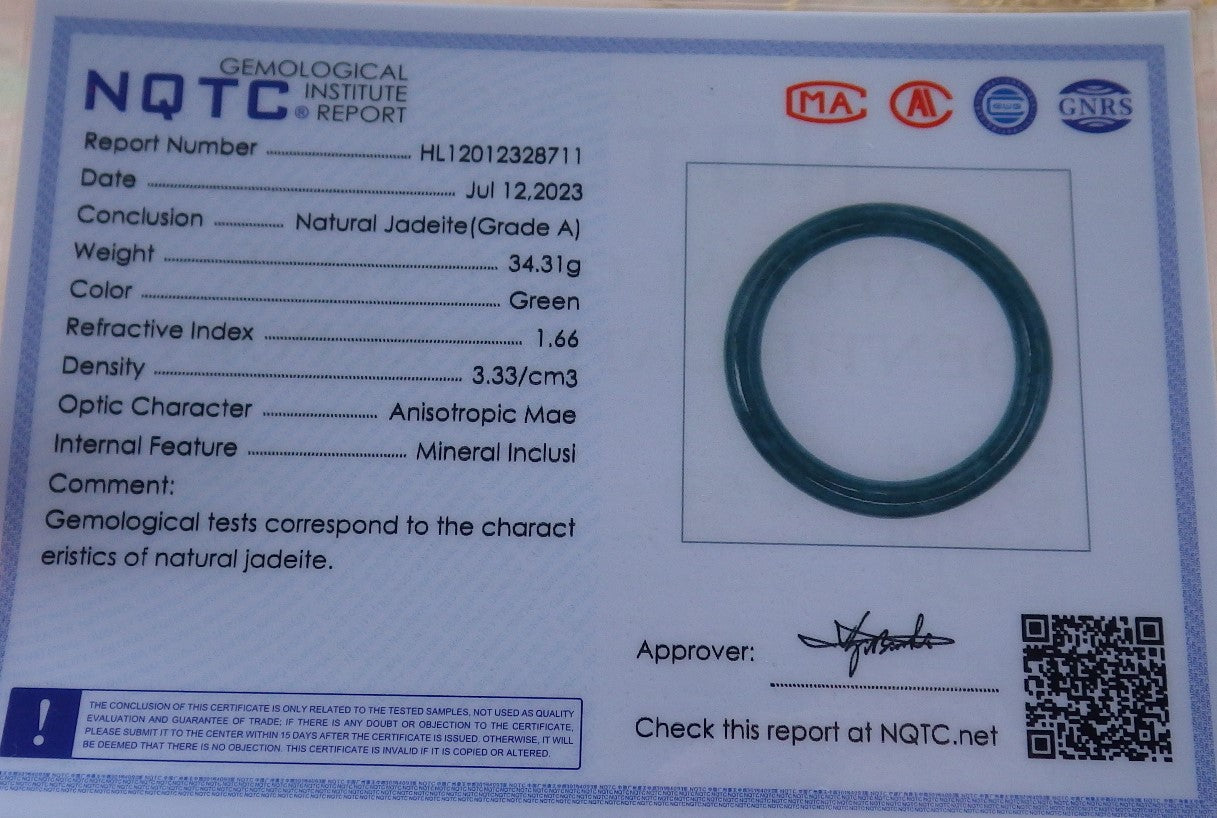 NQTC® GEMOLOGICAL
INSTITUTE
REPORT
Report Number ........ HL12012328711
Date ........ Jul 12,2023
Conclusion ........ Natural Jadeite(Grade A)
Weight ........ 34.31g
Color ........ Green
Refractive Index ........ 1.66
Density ........ 3.33/cm3
Optic Character ........ Anisotropic Mae
Internal Feature ........ Mineral Inclusi
Comment:
Gemological tests correspond to the charact
eristics of natural jadeite.
!
THE CONCLUSION OF THIS CERTIFICATE IS ONLY RELATED TO THE TESTED SAMPLES, NOT USED AS QUALITY
EVALUATION AND GUARANTEE OF TRADE; IF THERE IS ANY DOUBT OR OBJECTION TO THE CERTIFICATE,
PLEASE SUBMIT IT TO THE CENTER WITHIN 15 DAYS AFTER THE CERTIFICATE IS ISSUED. OTHERWISE, IT WILL
BE DEEMED THAT THERE IS NO OBJECTION. THIS CERTIFICATE IS INVALID IF IT IS COPIED OR ALTERED.
MA
GNRS
Approver:
Check this report at NQTC.net